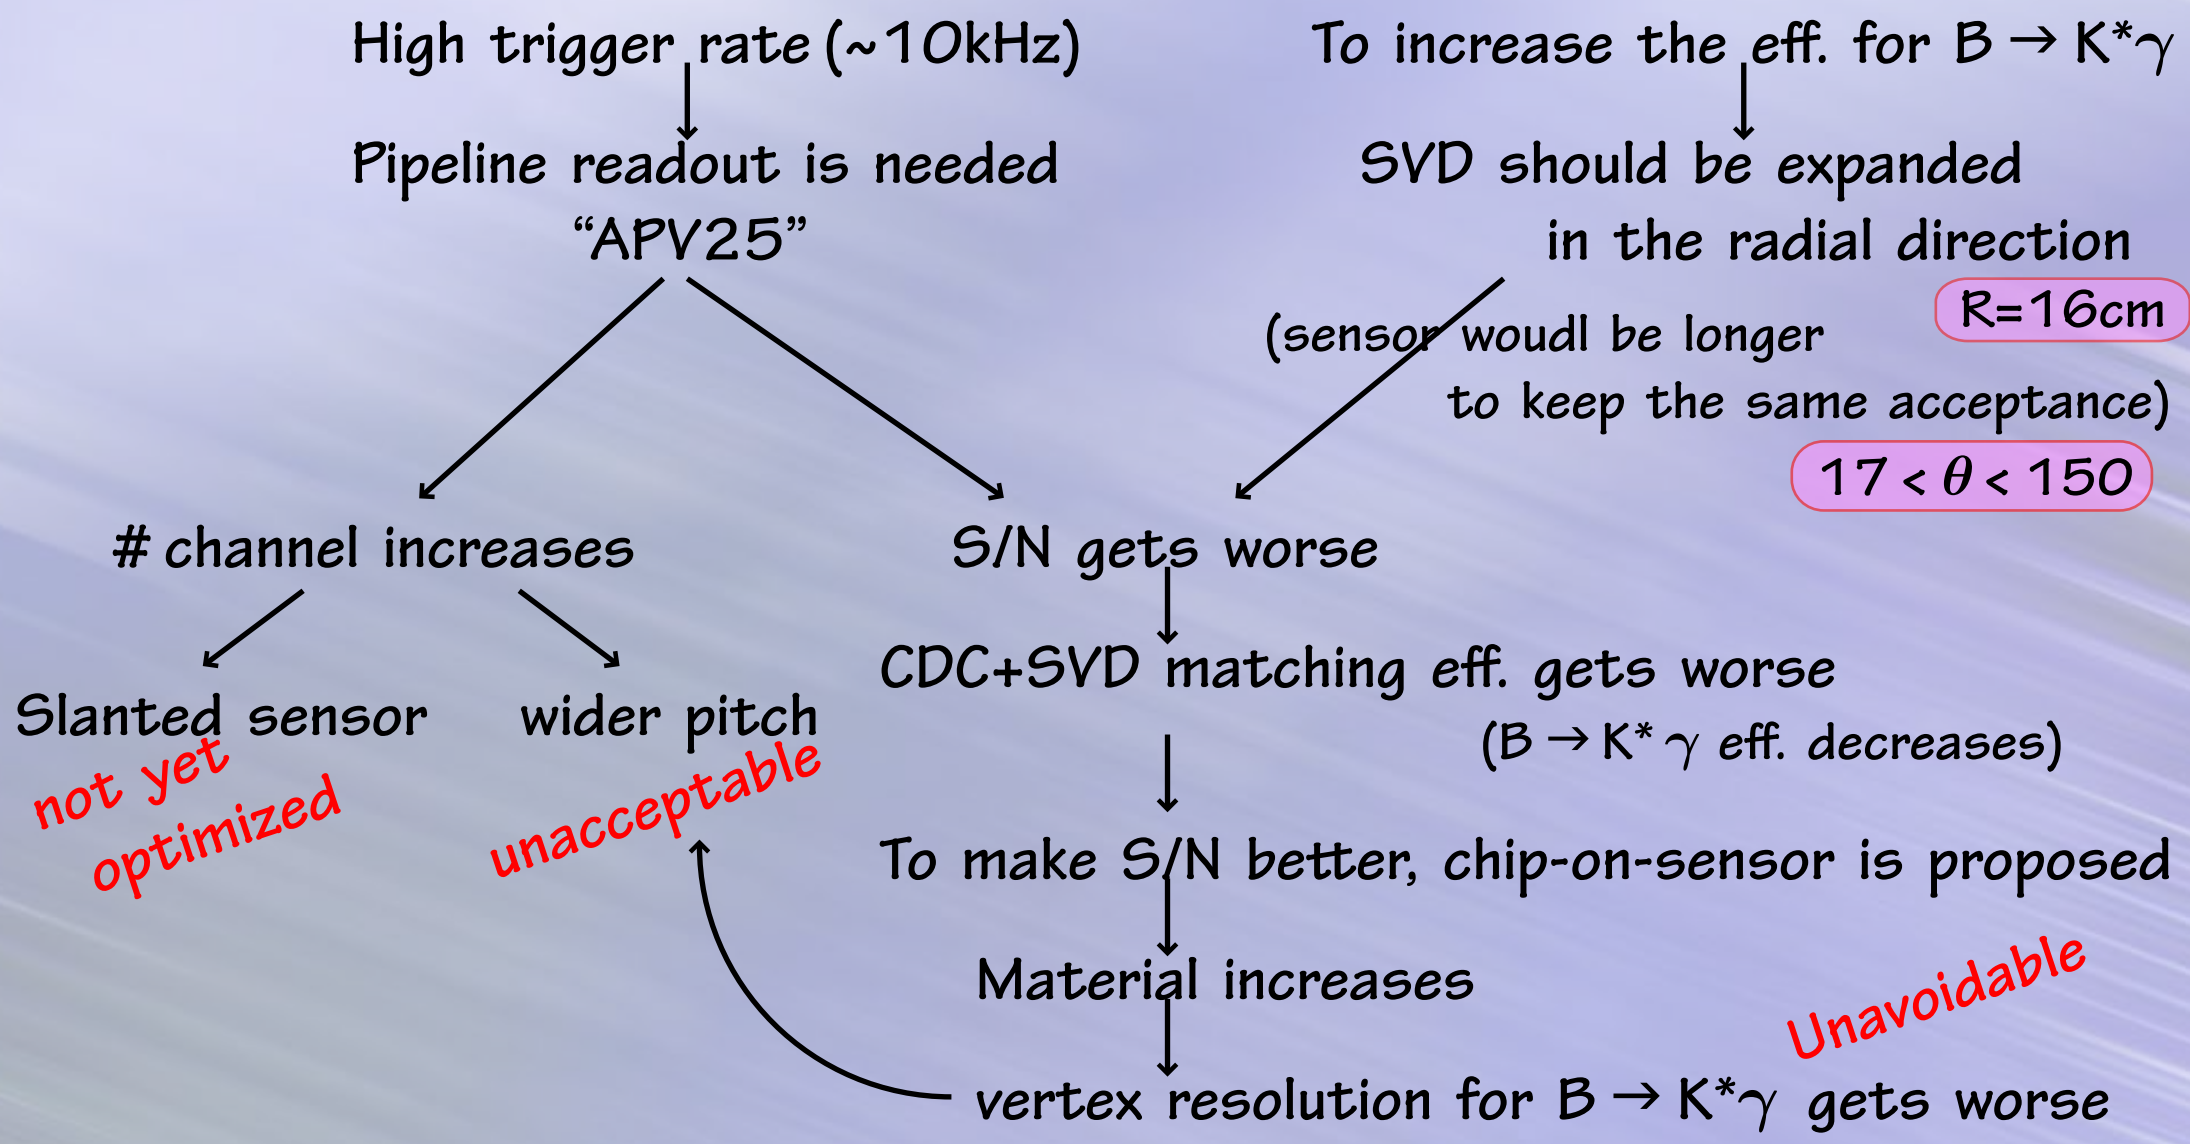 High trigger rate (~10kHz)
Pipeline readout is needed
“APV25”
To increase the eff. for B → K*γ
SVD should be expanded
in the radial direction
R=16cm
(sensor woudl be longer
to keep the same acceptance)
17 < θ < 150
# channel increases
S/N gets worse
Slanted sensor
not yet
optimized
wider pitch
unacceptable
CDC+SVD matching eff. gets worse
(B → K* γ eff. decreases)
To make S/N better, chip-on-sensor is proposed
Material increases
Unavoidable
vertex resolution for B → K*γ gets worse